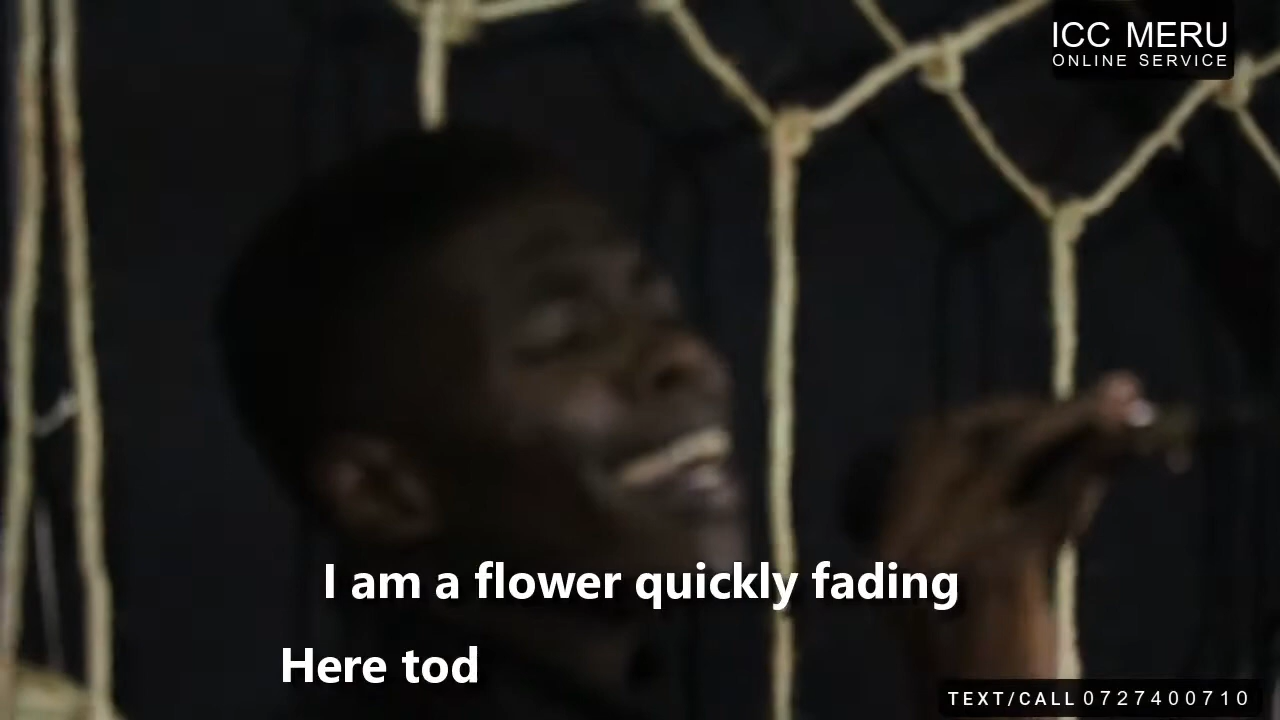 ICC MERU
ONLINE SERVICE
I am a flower quickly fading
Here tod
TEXT/CALL 0727400710